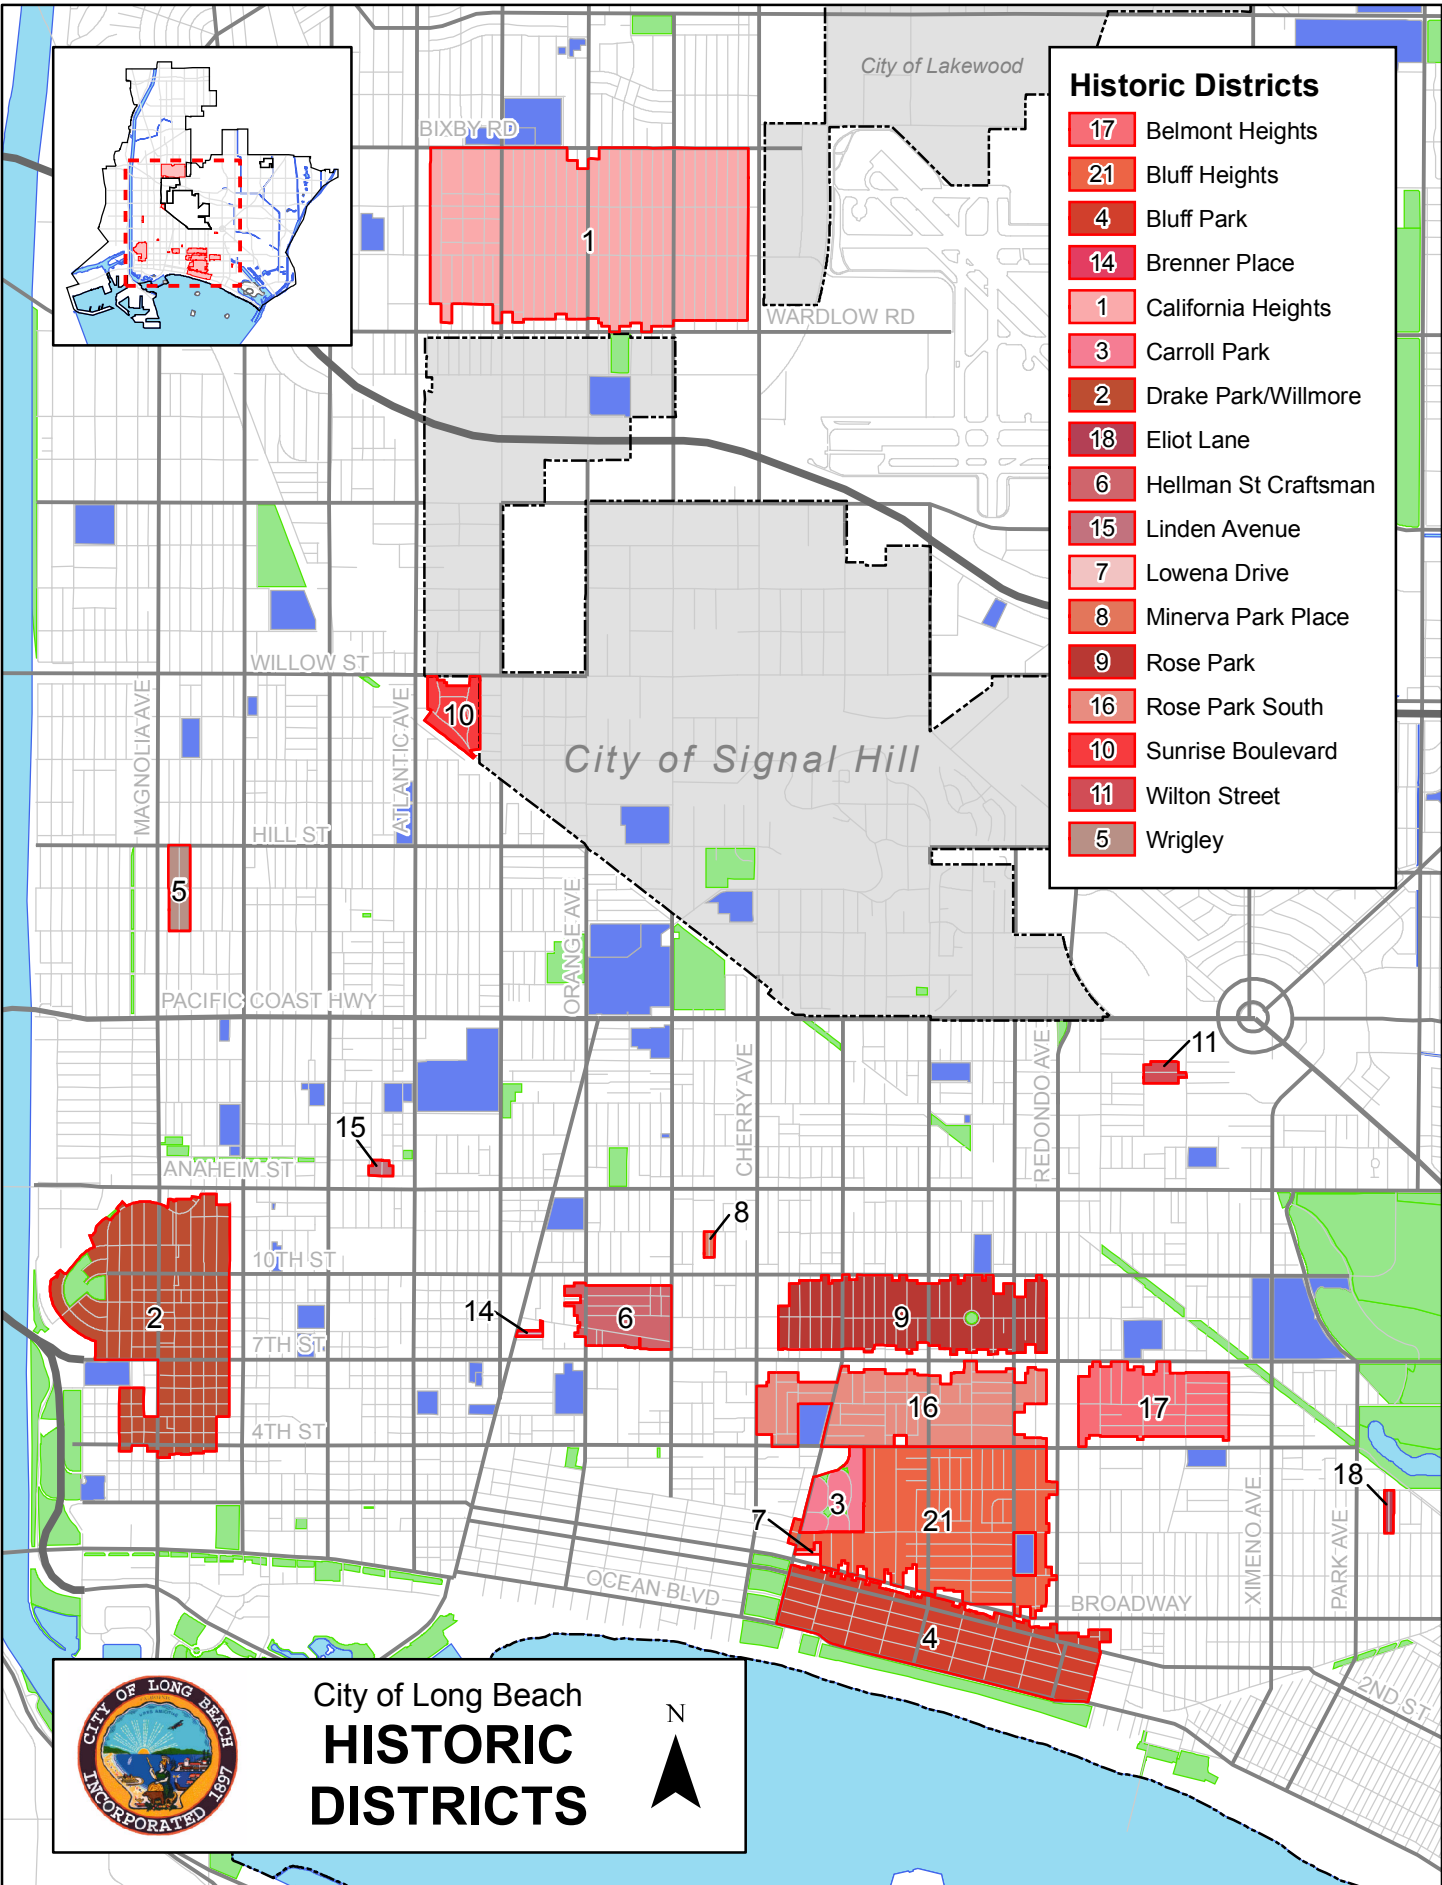 City of Lakewood
Historic Districts
17 Belmont Heights
21 Bluff Heights
4 Bluff Park
14 Brenner Place
1 California Heights
3 Carroll Park
2 Drake Park/Willmore
18 Eliot Lane
6 Hellman St Craftsman
15 Linden Avenue
7 Lowena Drive
8 Minerva Park Place
9 Rose Park
16 Rose Park South
10 Sunrise Boulevard
11 Wilton Street
5 Wrigley
BIXBY RD
1
WARDLOW RD
WILLOW ST
MAGNOLIA AVE
ATLANTIC AVE
10
City of Signal Hill
HILL ST
5
ORANGE AVE
PACIFIC COAST HWY
CHERRY AVE
REDONDO AVE
11
15
ANAHEIM ST
8
10TH ST
2
14
6
9
7TH ST
16
17
4TH ST
18
3
7
21
XIMENO AVE
PARK AVE
OCEAN BLVD
BROADWAY
4
2ND ST
CITY OF LONG BEACH
INCORPORATED 1897
City of Long Beach
HISTORIC
DISTRICTS
N